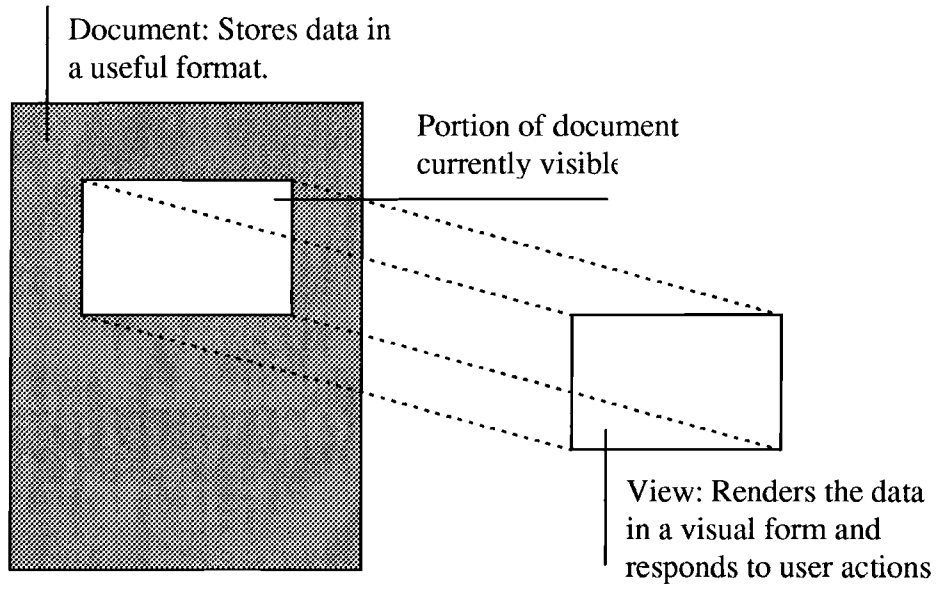 Document: Stores data in
a useful format.
Portion of document
currently visible
View: Renders the data
in a visual form and
responds to user actions